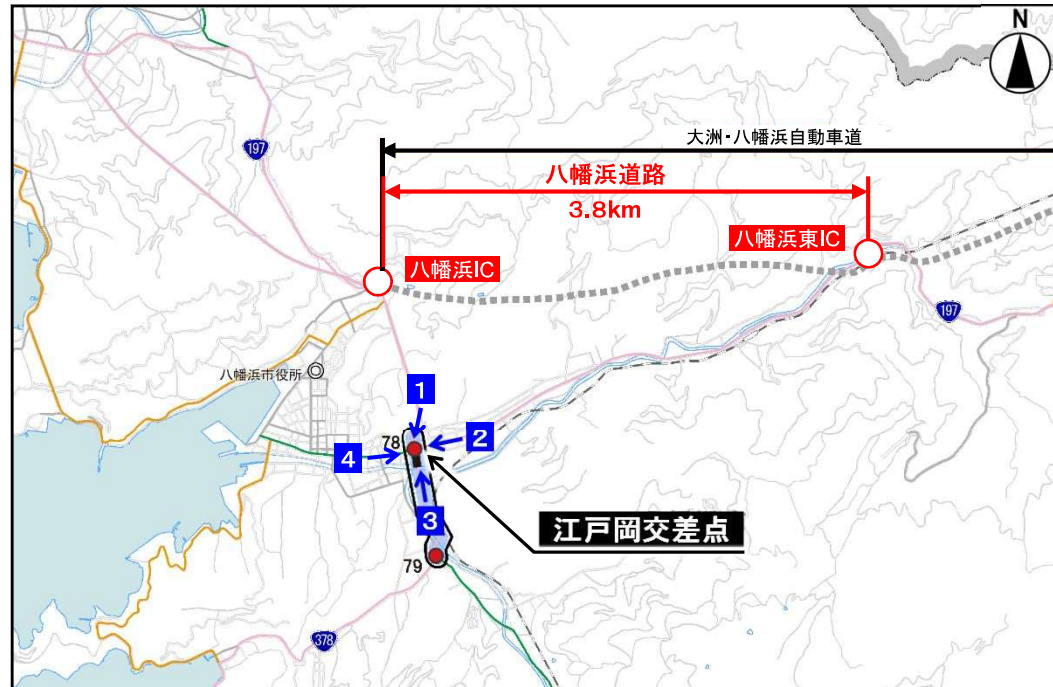 N
197
大洲・八幡浜自動車道
八幡浜道路
3.8km
八幡浜東IC
八幡浜IC
197
八幡浜市役所
1
78
2
4
3
江戸岡交差点
79
378